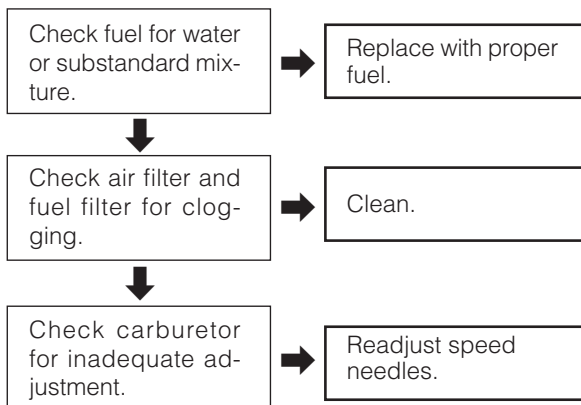 Check fuel for water
or substandard mix-
ture.
Replace with proper
fuel.
Check air filter and
fuel filter for clog-
ging.
Clean.
Check carburetor
for inadequate ad-
justment.
Readjust speed
needles.